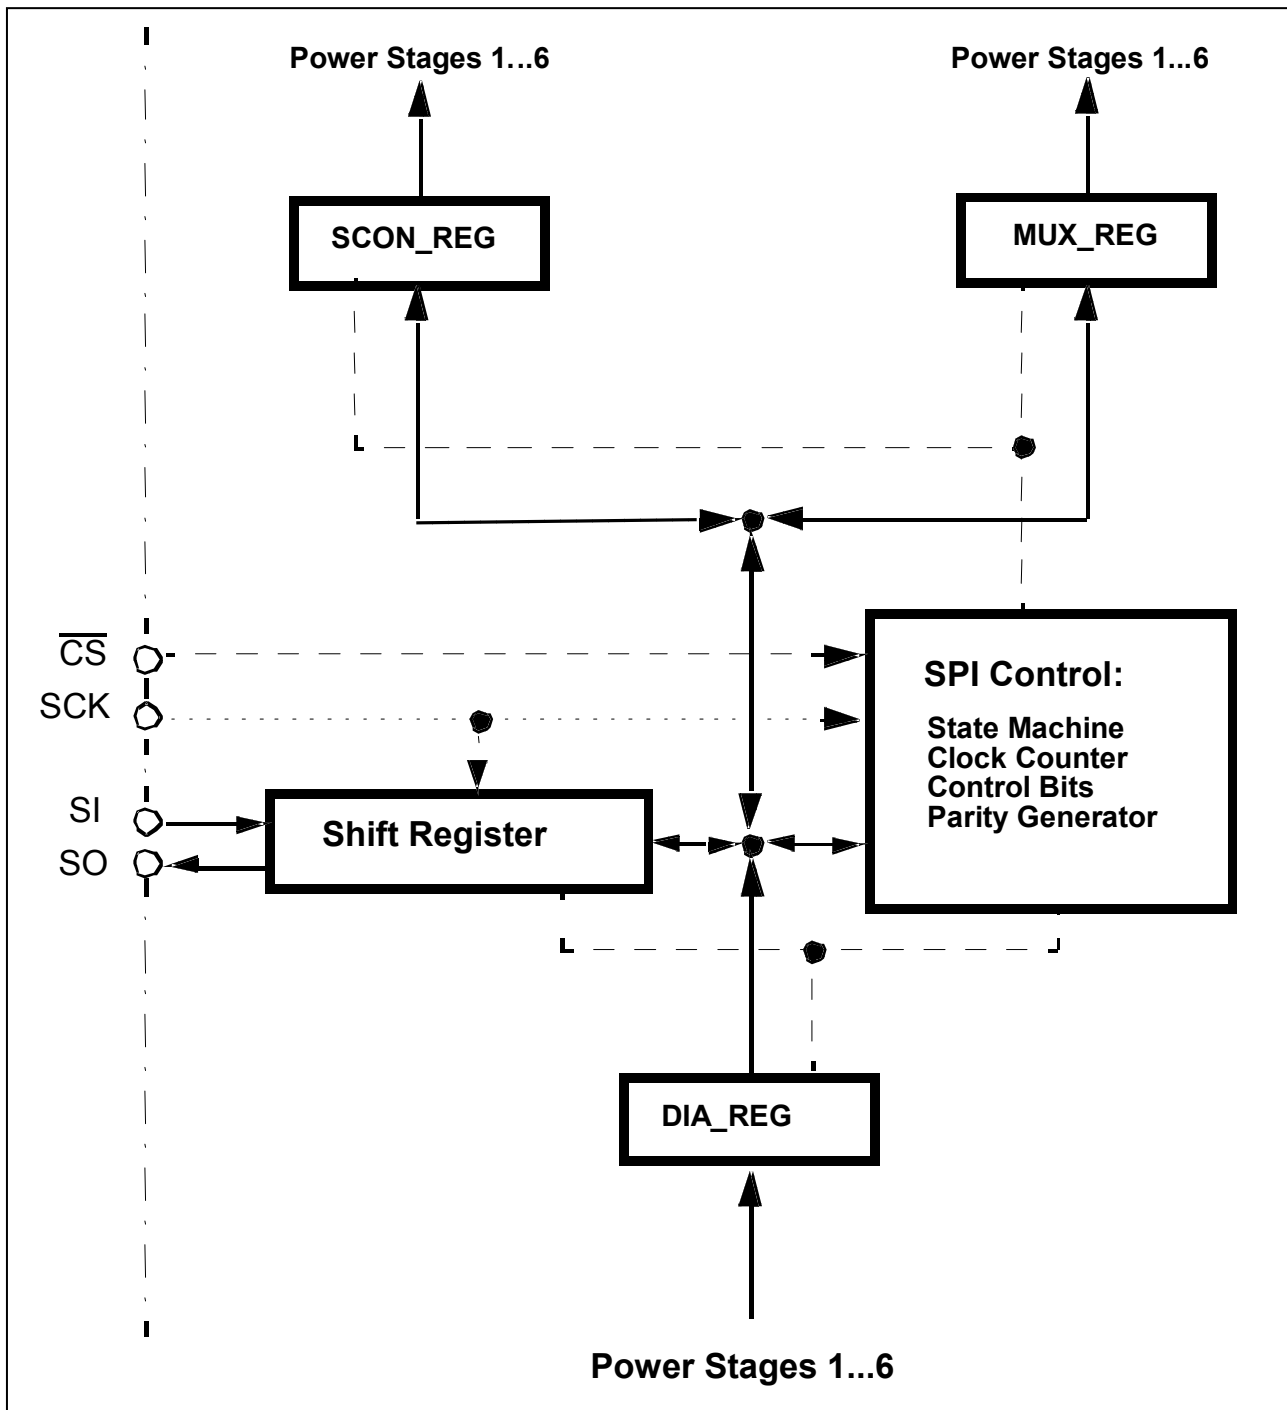 Power Stages 1...6
Power Stages 1...6
SCON_REG
MUX_REG
CS
SCK
SI
SO
SPI Control:
State Machine
Clock Counter
Control Bits
Parity Generator
Shift Register
DIA_REG
Power Stages 1...6